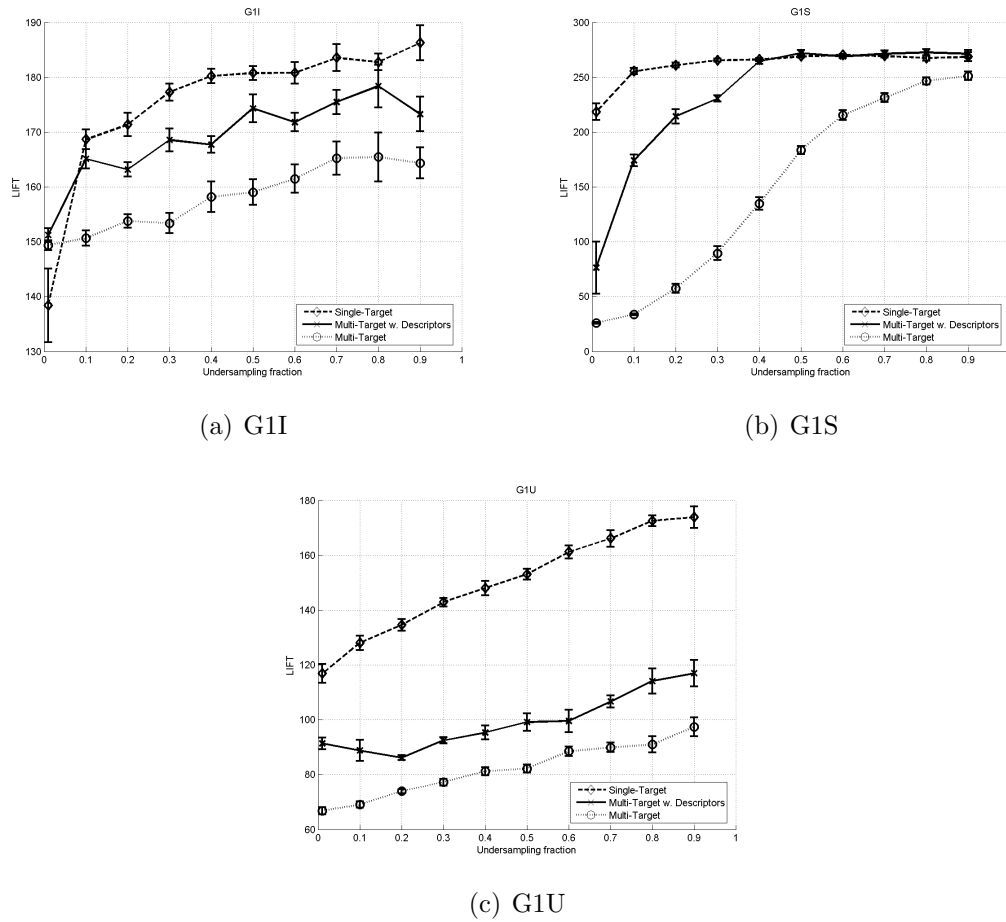 G1I
190
180
170
160
150
140
130
LIFT
0 0.1 0.2 0.3 0.4 0.5 0.6 0.7 0.8 0.9 1
Undersampling fraction
Single-Target
Multi-Target w. Descriptors
Multi-Target
(a) G1I
G1S
300
250
200
150
100
50
0
LIFT
0 0.1 0.2 0.3 0.4 0.5 0.6 0.7 0.8 0.9
Undersampling fraction
Single-Target
Multi-Target w. Descriptors
Multi-Target
(b) G1S
G1U
180
160
140
120
100
80
60
LIFT
0 0.1 0.2 0.3 0.4 0.5 0.6 0.7 0.8 0.9 1
Undersampling fraction
Single-Target
Multi-Target w. Descriptors
Multi-Target
(c) G1U